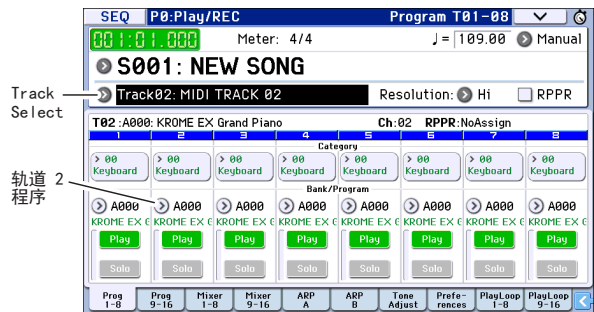 SEQ P0:Play/REC Program T01-08
001:01.000 Meter: 4/4 ♩= 109.00 Manual
S001: NEW SONG
Track Select
Track02: MIDI TRACK 02 Resolution: Hi RPPR
T02:A000: KROME EX Grand Piano Ch:02 RPPR:NoAssign
1 2 3 4 5 6 7 8
Category
> 00 > 00 > 00 > 00 > 00 > 00 > 00 > 00
Keyboard Keyboard Keyboard Keyboard Keyboard Keyboard Keyboard Keyboard
轨道 2
程序
Bank/Program
A000 A000 A000 A000 A000 A000 A000 A000
KROME EX G KROME EX G KROME EX G KROME EX G KROME EX G KROME EX G KROME EX G KROME EX G
Play Play Play Play Play Play Play Play
Solo Solo Solo Solo Solo Solo Solo Solo
Prog 1-8 Prog 9-16 Mixer 1-8 Mixer 9-16 ARP A ARP B Tone Adjust Prefe-rences PlayLoop 1-8 PlayLoop 9-16